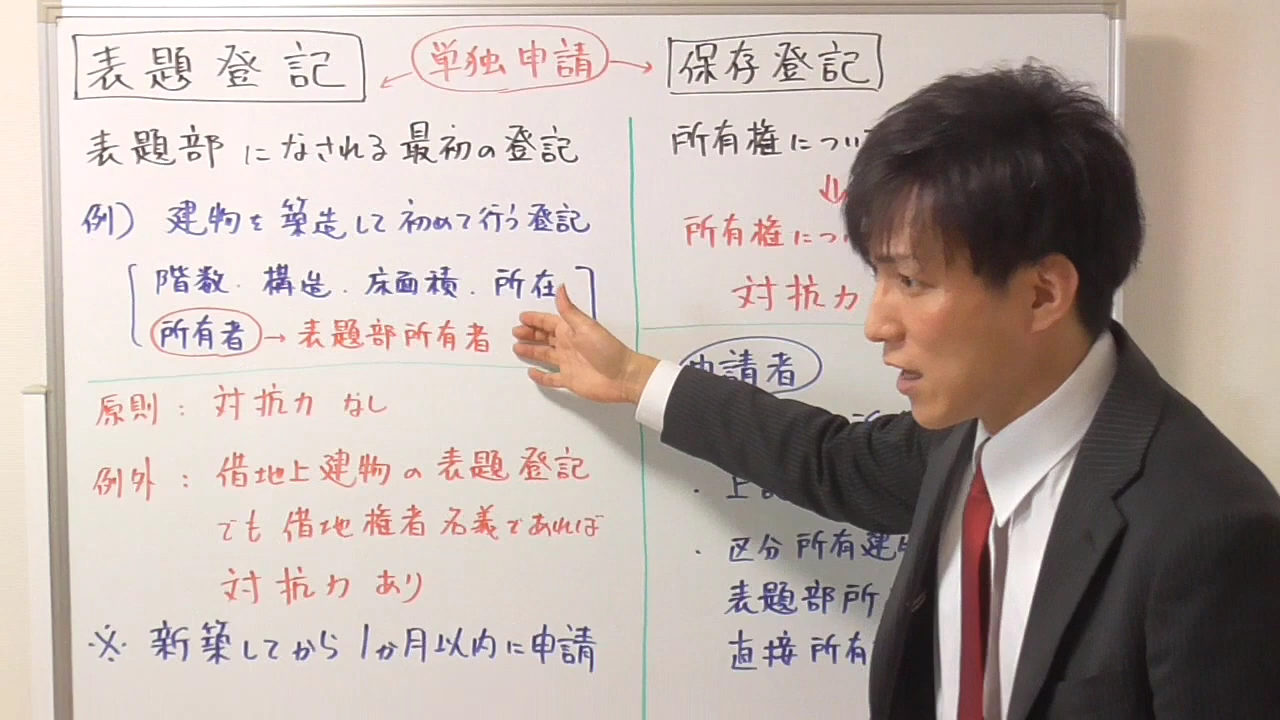 表題登記
単独申請
保存登記
表題部になされる最初の登記
例) 建物を築造して初めて行う登記
階数・構造・床面積・所在
所有者→表題部所有者
原則:対抗力なし
例外:借地上建物の表題登記
でも借地権者名義であれば
対抗力あり
※新築してから1か月以内に申請
所有権につい
所有権につ
対抗力
申請者
・区分所有建
表題部所
直接所有